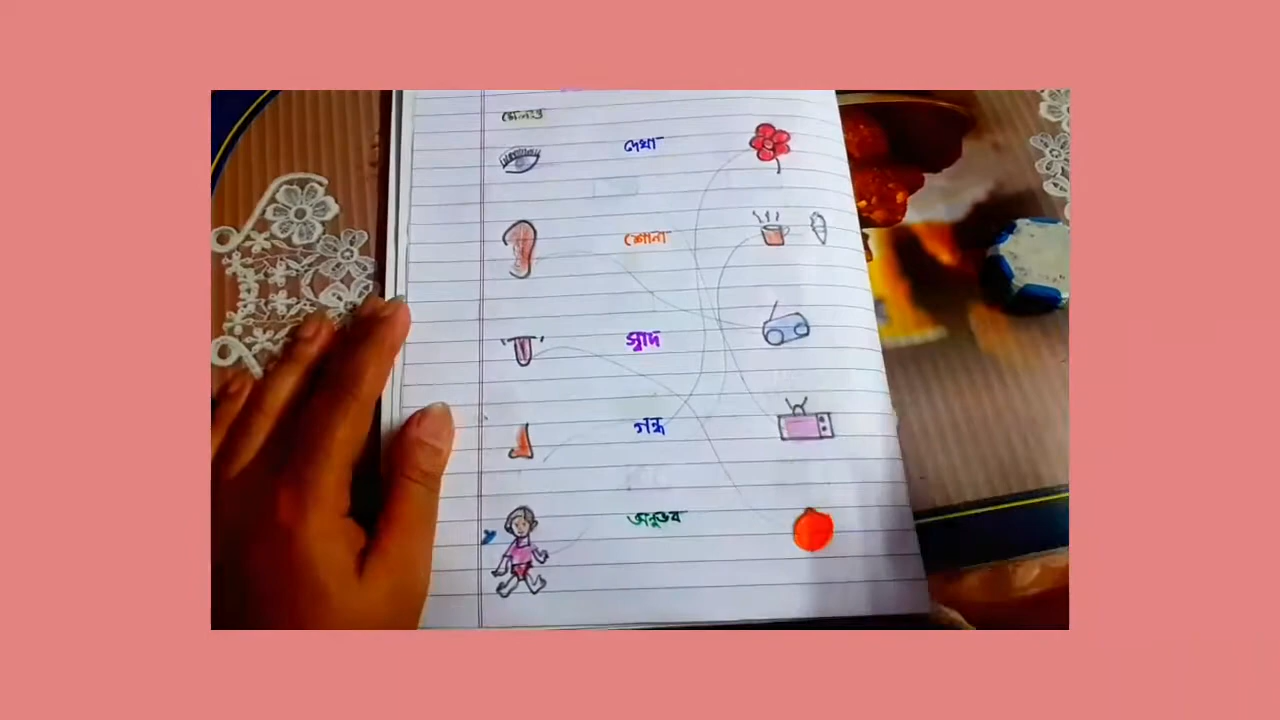 মেলাও
দেখা
শোনা
স্বাদ
গন্ধ
অনুভব